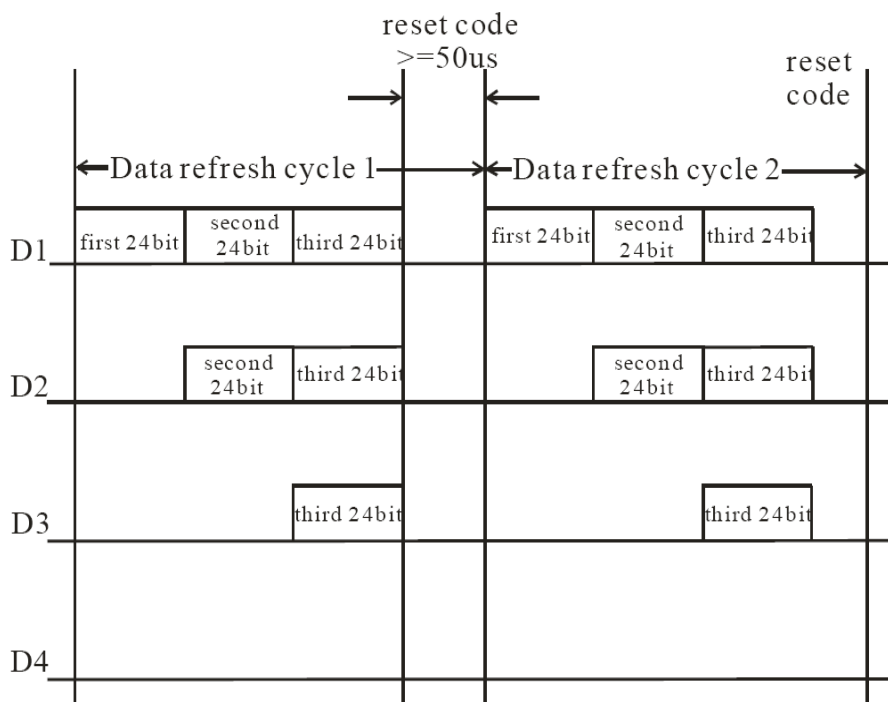 reset code
>=50us
reset
code
Data refresh cycle 1
Data refresh cycle 2
D1
first 24bit
second
24bit
third 24bit
first 24bit
second
24bit
third 24bit
D2
second
24bit
third 24bit
second
24bit
third 24bit
D3
third 24bit
third 24bit
D4